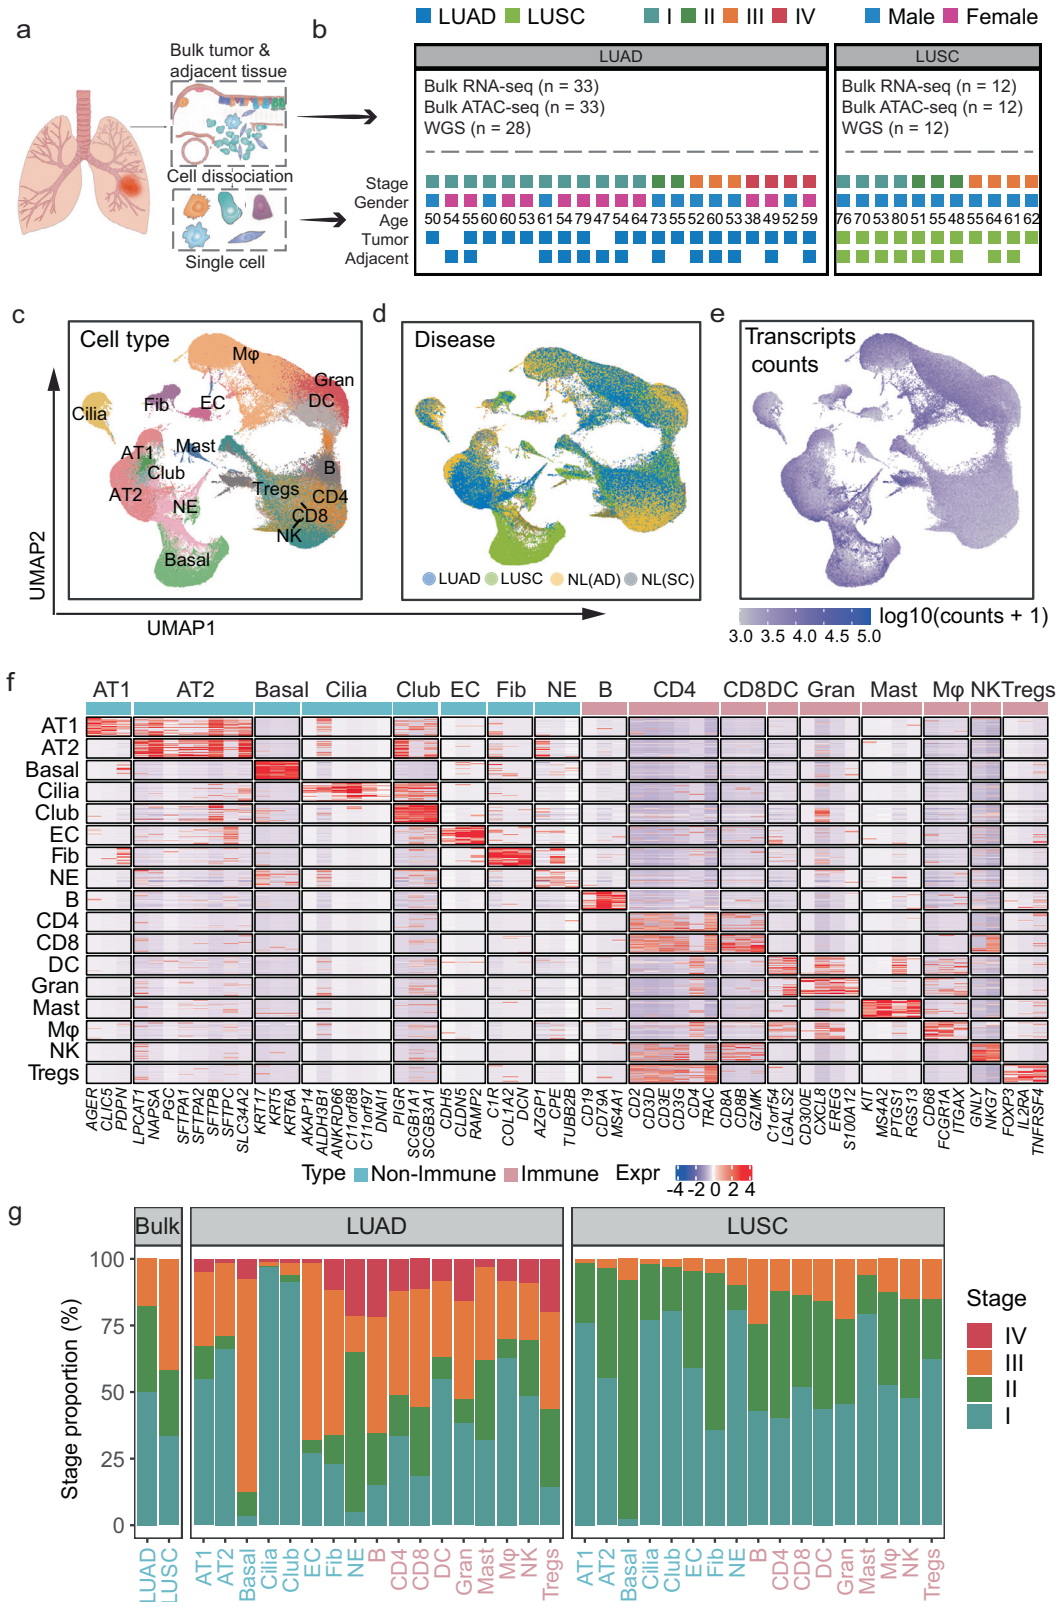 a
Bulk tumor &
adjacent tissue
Cell dissociation
Single cell
b
LUAD LUSC I II III IV Male Female
LUAD
Bulk RNA-seq (n = 33)
Bulk ATAC-seq (n = 33)
WGS (n = 28)
LUSC
Bulk RNA-seq (n = 12)
Bulk ATAC-seq (n = 12)
WGS (n = 12)
Stage
Gender
Age
Tumor
Adjacent
50 54 55 60 60 53 61 54 79 47 54 64 73 55 52 60 53 38 49 52 59
76 70 53 80 51 55 48 55 64 61 62
c
Cell type
Mφ
Gran
DC
Fib
EC
Cilia
Mast
AT1
Club
AT2
B
Tregs
CD4
NE
CD8
NK
Basal
UMAP2
UMAP1
d
Disease
LUAD LUSC NL(AD) NL(SC)
e
Transcripts
counts
3.0 3.5 4.0 4.5 5.0
log10(counts + 1)
f
AT1 AT2 Basal Cilia Club EC Fib NE B CD4 CD8 DC Gran Mast Mφ NK Tregs
AT1
AT2
Basal
Cilia
Club
EC
Fib
NE
B
CD4
CD8
DC
Gran
Mast
Mφ
NK
Tregs
AGER CLIC5 PDPN LPCAT1 NAPSA PGC SFTPA1 SFTPA2 SFTPB SFTPC SLC34A2 KRT17 KRT5 KRT6A AKAP14 ALDH3B1 ANKRD66 C11orf88 C11orf97 DNAI1 PIGR SCGB1A1 SCGB3A1 CDH5 CLDN5 RAMP2 C1R COL1A2 DCN AZGP1 CPE TUBB2B CD19 CD79A MS4A1 CD2 CD3D CD3E CD3G CD4 TRAC CD8A CD8B GZMK C1orf54 LGALS2 CD300E CXCL8 EREG S100A12 KIT MS4A2 PTGS1 RGS13 CD68 FCGR1A ITGAX GNLY NKG7 FOXP3 IL2RA TNFRSF4
Type Non-Immune Immune Expr
-4 -2 0 2 4
g
Bulk LUAD LUSC
Stage proportion (%)
100
75
50
25
0
LUAD LUSC
AT1 AT2 Basal Cilia Club EC Fib NE B CD4 CD8 DC Gran Mast Mφ NK Tregs
AT1 AT2 Basal Cilia Club EC Fib NE B CD4 CD8 DC Gran Mast Mφ NK Tregs
Stage
IV
III
II
I